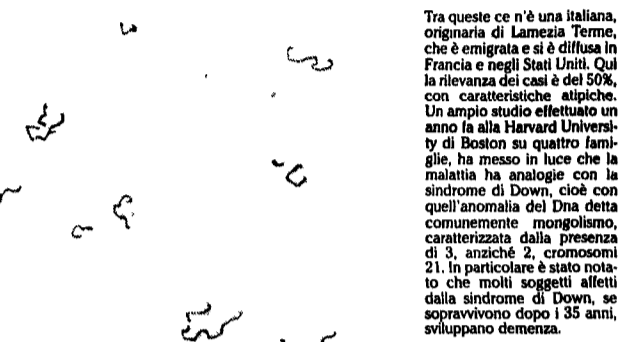 Tra queste ce n'è una italiana,
originaria di Lamezia Terme,
che è emigrata e si è diffusa in
Francia e negli Stati Uniti. Qui
la rilevanza dei casi è del 50%,
con caratteristiche atipiche.
Un ampio studio effettuato un
anno fa alla Harvard Universi-
ty di Boston su quattro fami-
glie, ha messo in luce che la
malattia ha analogie con la
sindrome di Down, cioè con
quell'anomalia del Dna detta
comunemente mongolismo,
caratterizzata dalla presenza
di 3, anziché 2, cromosomi
21. In particolare è stato nota-
to che molti soggetti affetti
dalla sindrome di Down, se
sopravvivono dopo i 35 anni,
sviluppano demenza.